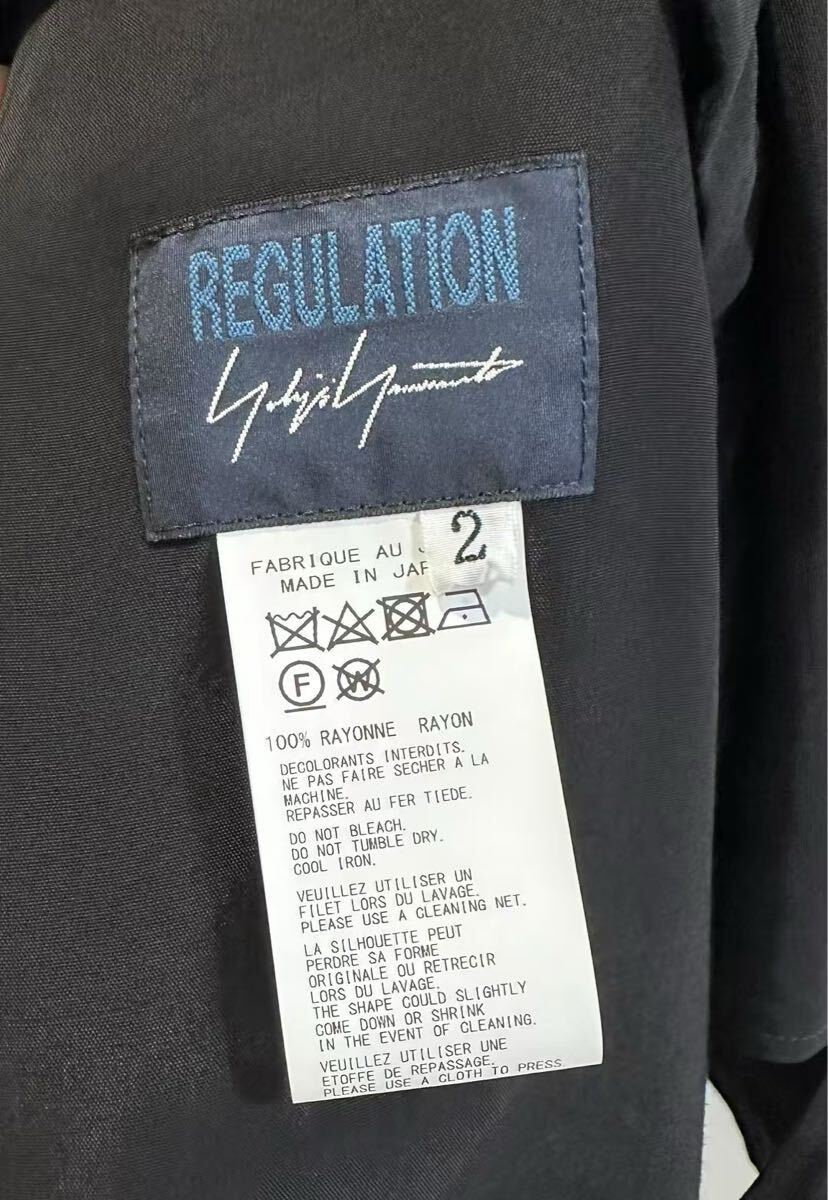 REGULATION
Yohji Yamamoto
2
FABRIQUE AU
MADE IN
F
W
100% RAYONNE RAYON
DECOLORANTS INTERDITS.
NE PAS FAIRE SECHER A LA
MACHINE.
REPASSER AU FER TIEDE.
DO NOT BLEACH.
DO NOT TUMBLE DRY.
COOL IRON.
VEUILLEZ UTILISER UN
FILET LORS DU LAVAGE.
PLEASE USE A CLEANING NET.
LA SILHOUETTE PEUT
PERDRE SA FORME
ORIGINALE OU RETRECIR
LORS DU LAVAGE.
THE SHAPE COULD SLIGHTLY
COME DOWN OR SHRINK
IN THE EVENT OF CLEANING.
VEUILLEZ UTILISER UNE
ETOFFE DE REPASSAGE.
PLEASE USE A CLOTH TO PRESS.